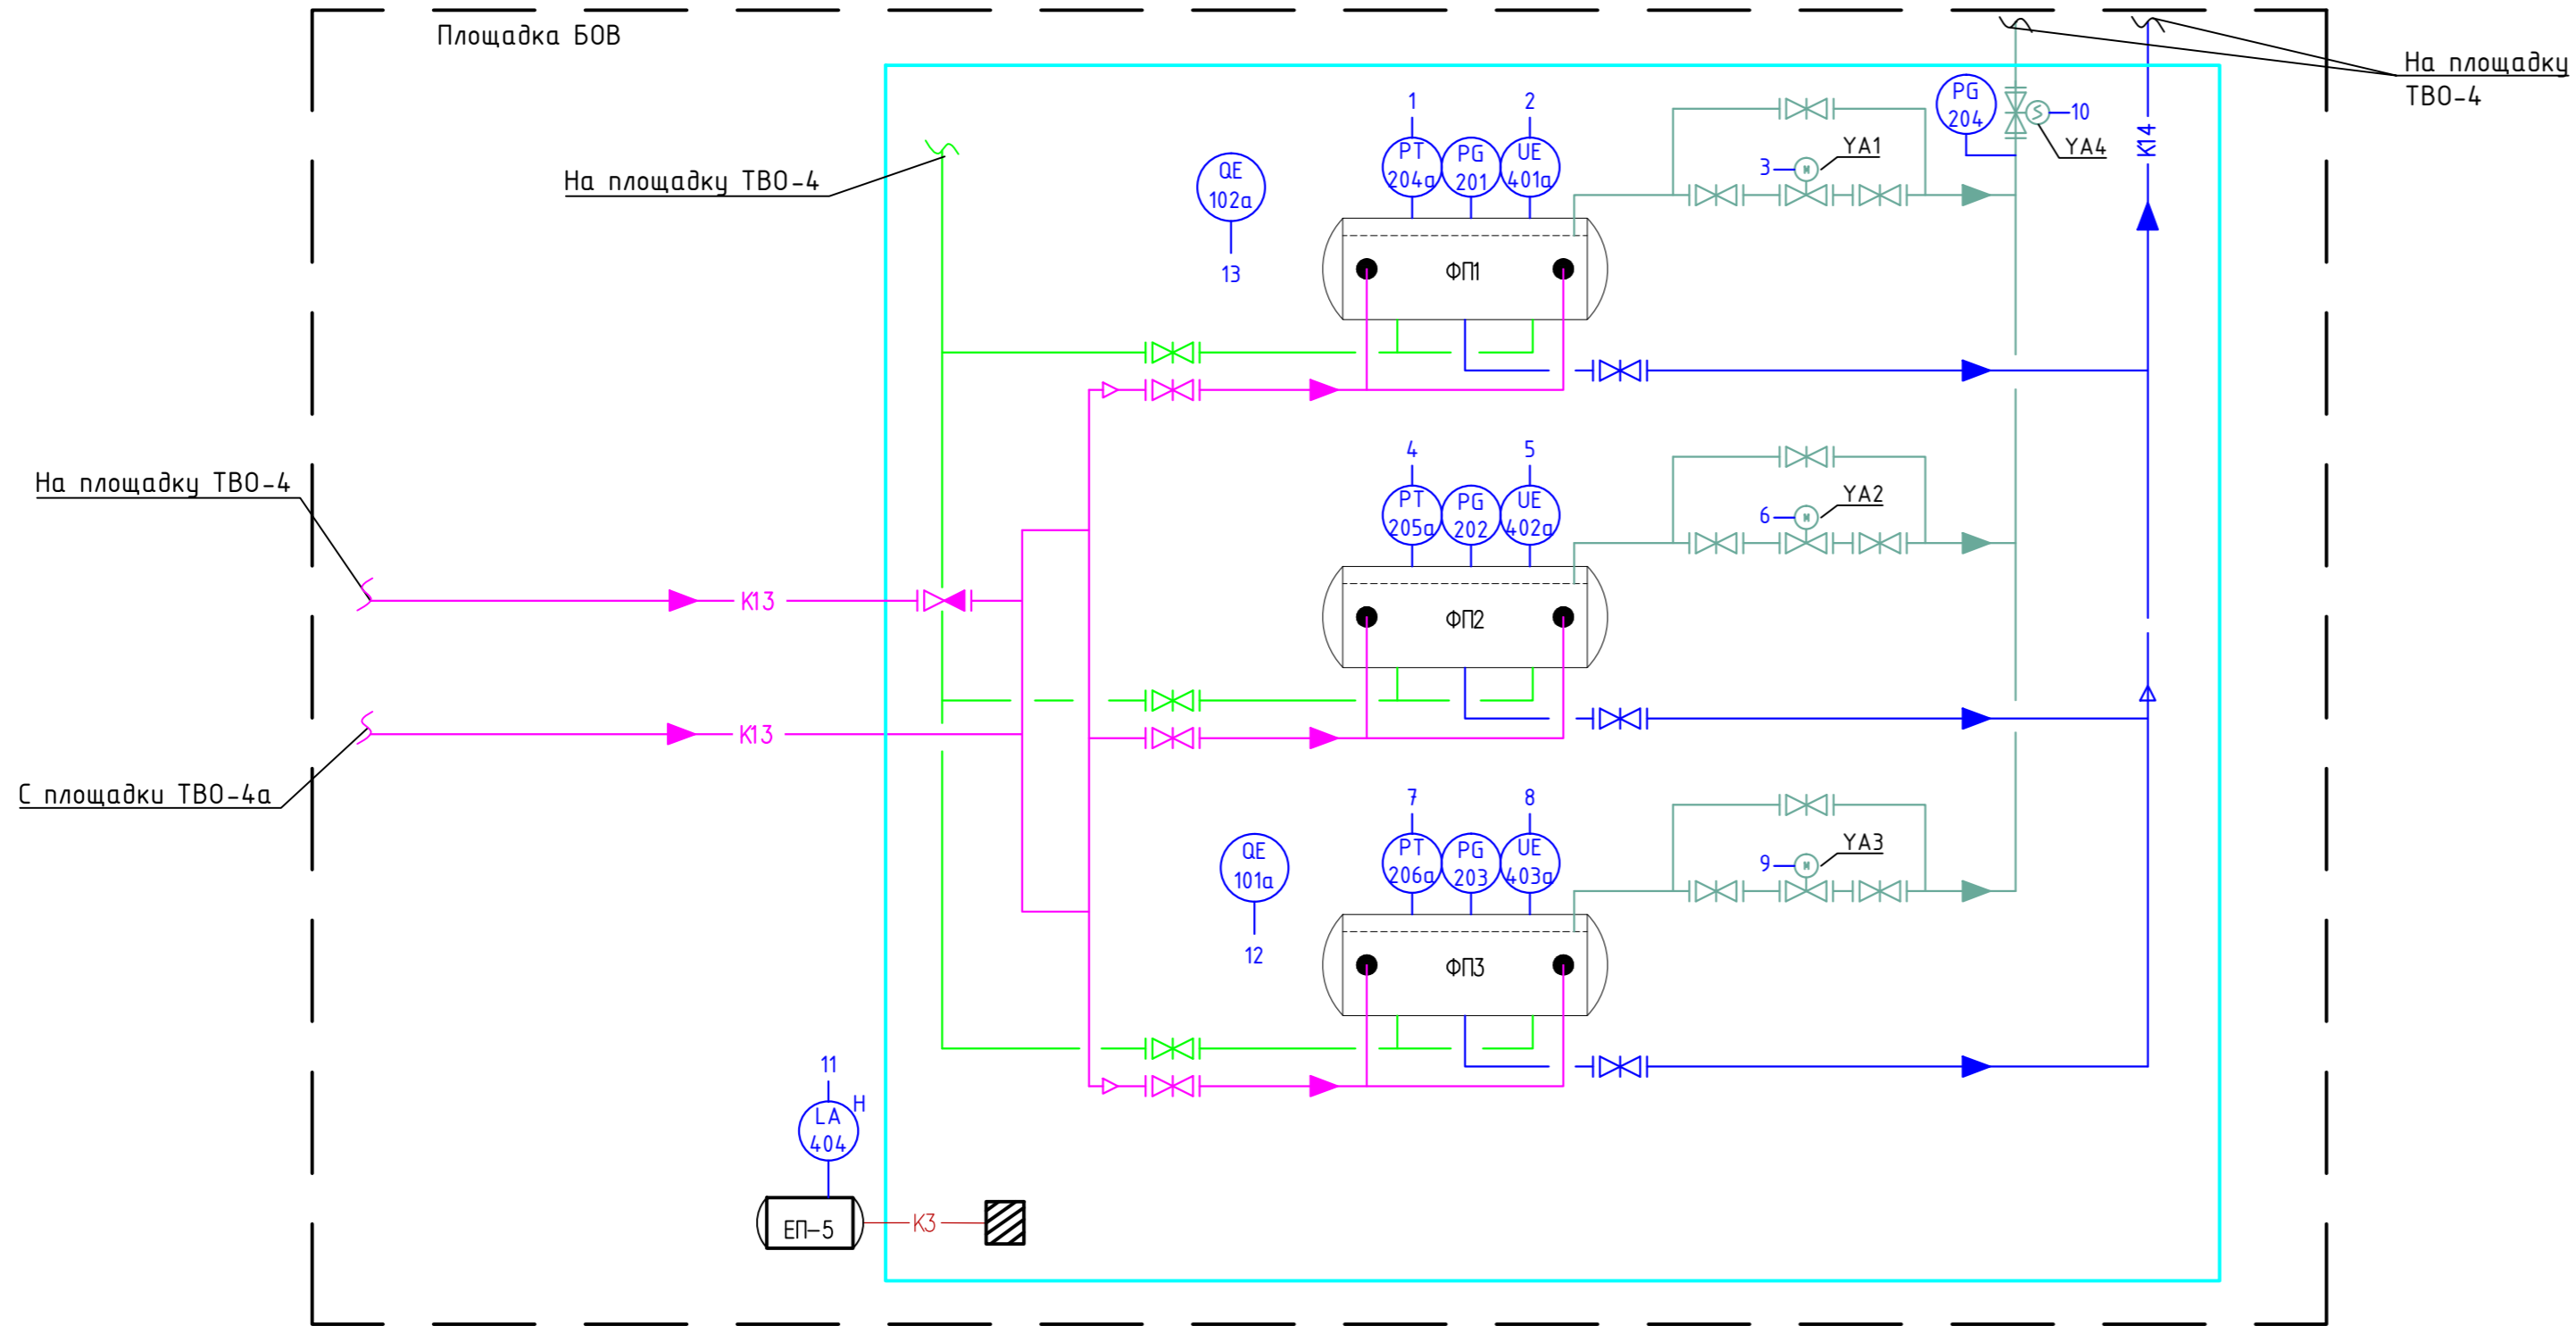 Площадка БОВ
На площадку
ТВО-4
PG
204
10
YA4
K14
1
2
PT
204а
PG
201
UE
401а
3
YA1
QE
102а
13
На площадку ТВО-4
ФП1
4
5
PT
205а
PG
202
UE
402а
6
YA2
На площадку ТВО-4
К13
ФП2
К13
С площадки ТВО-4а
7
8
PT
206а
PG
203
UE
403а
9
YA3
QE
101а
12
ФП3
11
H
LA
404
ЕП-5
К3